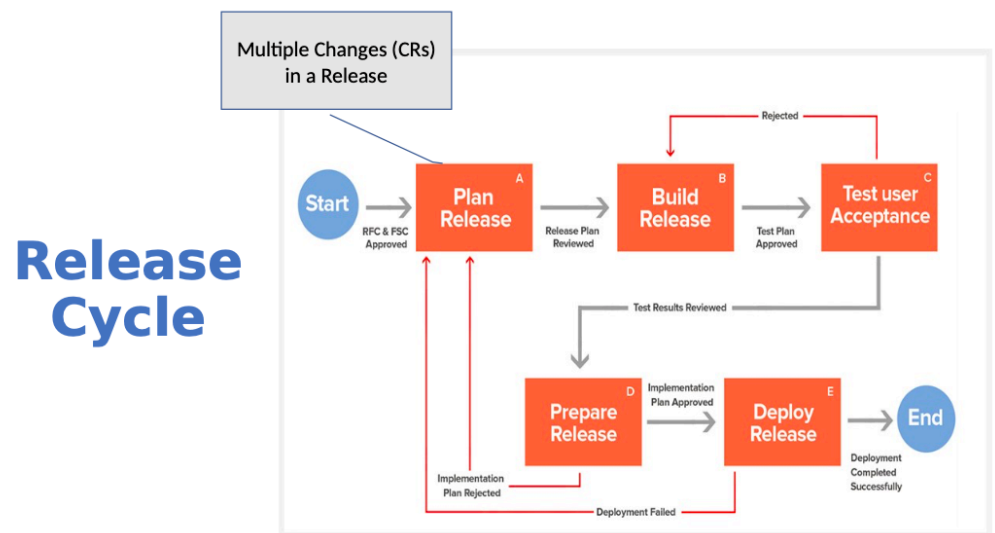 Multiple Changes (CRs)
in a Release
Release
Cycle
Rejected
Start
RFC & FSC
Approved
A
Plan
Release
Release Plan
Reviewed
B
Build
Release
Test Plan
Approved
C
Test user
Acceptance
Test Results Reviewed
D
Prepare
Release
Implementation
Plan Approved
E
Deploy
Release
End
Deployment
Completed
Successfully
Implementation
Plan Rejected
Deployment Failed